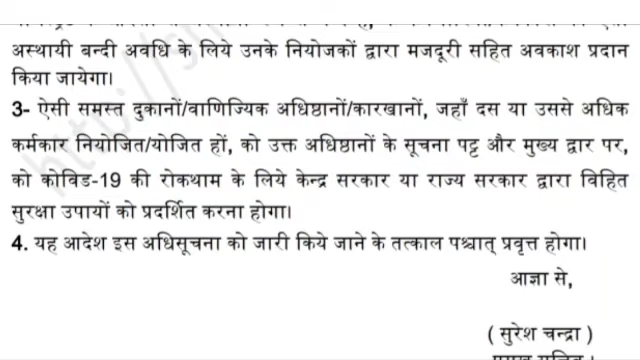 अस्थायी बन्दी अवधि के लिये उनके नियोजकों द्वारा मजदूरी सहित अवकाश प्रदान
किया जायेगा।
3- ऐसी समस्त दुकानों/वाणिज्यिक अधिष्ठानों/कारखानों, जहाँ दस या उससे अधिक
कर्मकार नियोजित/योजित हों, को उक्त अधिष्ठानों के सूचना पट्ट और मुख्य द्वार पर,
को कोविड-19 की रोकथाम के लिये केन्द्र सरकार या राज्य सरकार द्वारा विहित
सुरक्षा उपायों को प्रदर्शित करना होगा।
4. यह आदेश इस अधिसूचना को जारी किये जाने के तत्काल पश्चात् प्रवृत्त होगा।
आज्ञा से,
( सुरेश चन्द्रा )